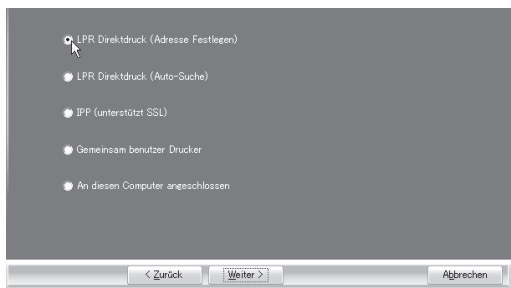 LPR Direktdruck (Adresse Festlegen)
LPR Direktdruck (Auto-Suche)
IPP (unterstützt SSL)
Gemeinsam benutzer Drucker
An diesen Computer angeschlossen
< Zurück
Weiter >
Abbrechen